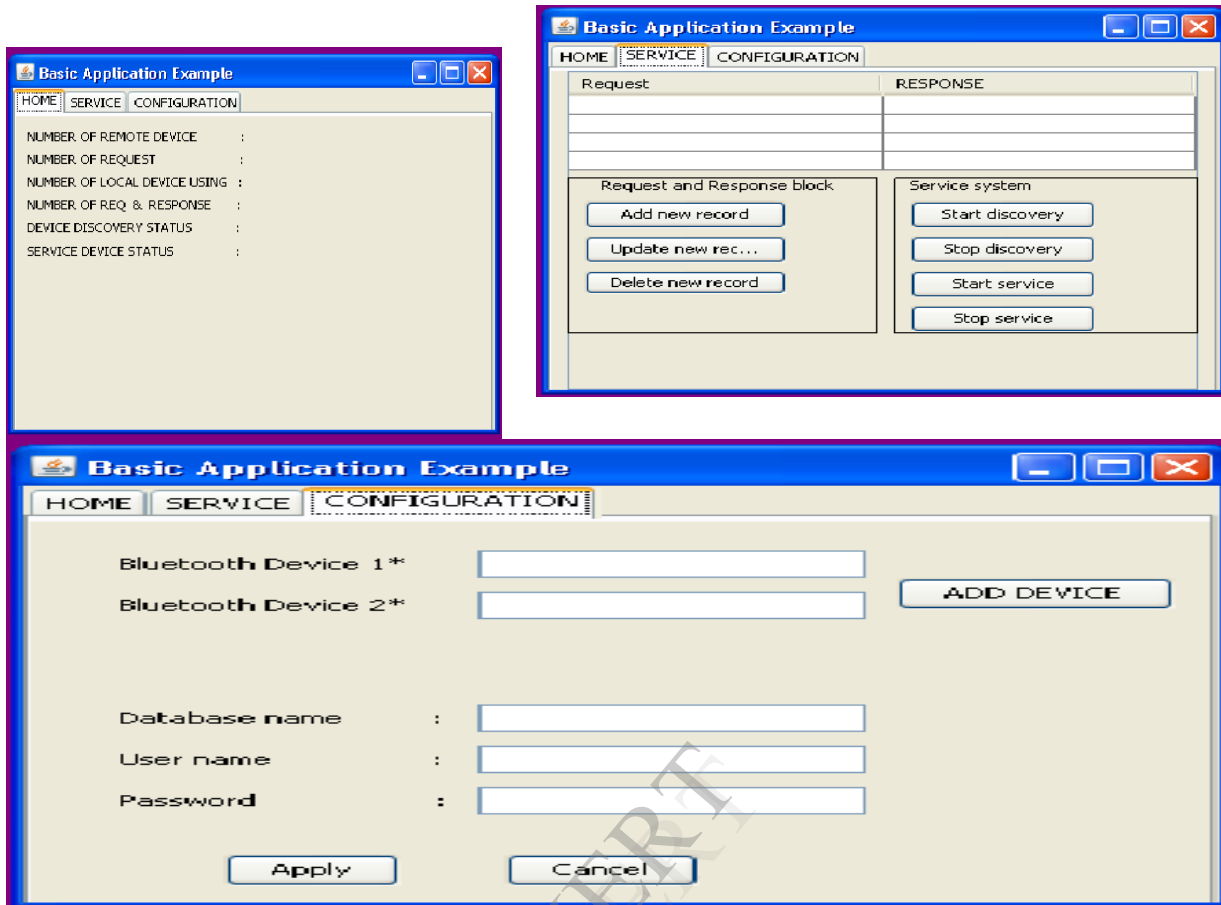 Basic Application Example
HOME SERVICE CONFIGURATION
NUMBER OF REMOTE DEVICE :
NUMBER OF REQUEST :
NUMBER OF LOCAL DEVICE USING :
NUMBER OF REQ & RESPONSE :
DEVICE DISCOVERY STATUS :
SERVICE DEVICE STATUS :
Basic Application Example
HOME SERVICE CONFIGURATION
Request RESPONSE
Request and Response block
Add new record
Update new rec...
Delete new record
Service system
Start discovery
Stop discovery
Start service
Stop service
Basic Application Example
HOME SERVICE CONFIGURATION
Bluetooth Device 1*
Bluetooth Device 2*
ADD DEVICE
Database name :
User name :
Password :
Apply Cancel